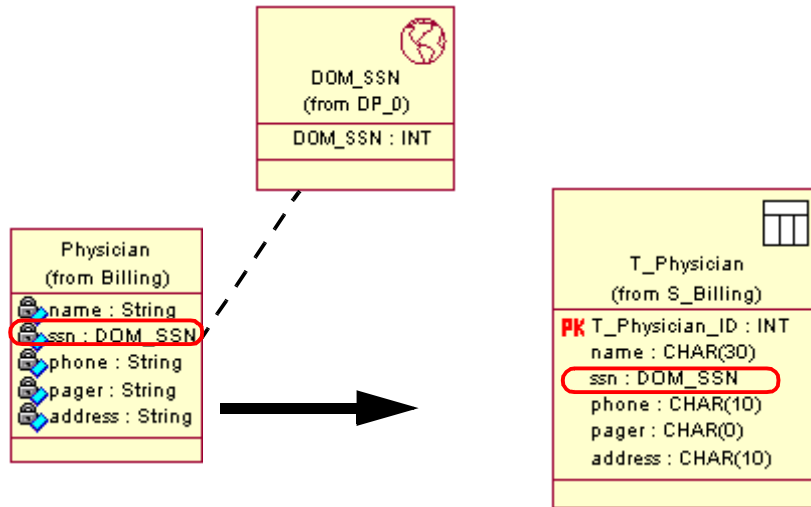 DOM_SSN
(from DP_0)
DOM_SSN : INT
Physician
(from Billing)
name : String
ssn : DOM_SSN
phone : String
pager : String
address : String
T_Physician
(from S_Billing)
PK T_Physician_ID : INT
name : CHAR(30)
ssn : DOM_SSN
phone : CHAR(10)
pager : CHAR(0)
address : CHAR(10)